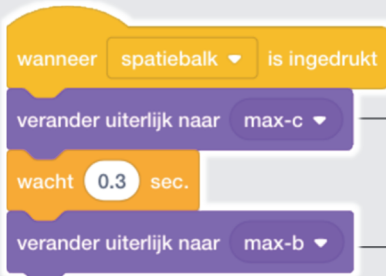 wanneer spatiebalk is ingedrukt
verander uiterlijk naar max-c
wacht 0.3 sec.
verander uiterlijk naar max-b